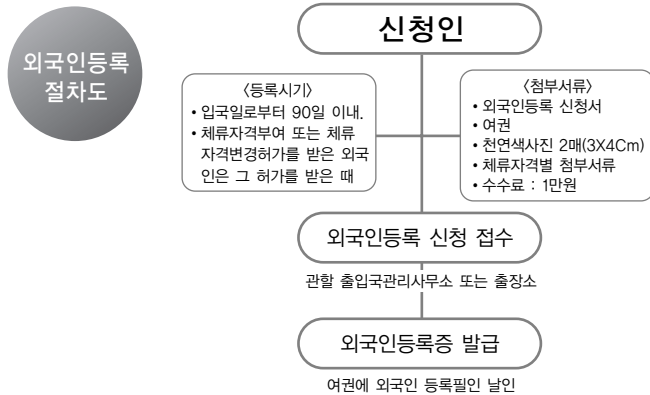 외국인등록
절차도
신청인
〈등록시기〉
• 입국일로부터 90일 이내.
• 체류자격부여 또는 체류
자격변경허가를 받은 외국
인은 그 허가를 받은 때
〈첨부서류〉
• 외국인등록 신청서
• 여권
• 천연색사진 2매(3X4Cm)
• 체류자격별 첨부서류
• 수수료 : 1만원
외국인등록 신청 접수
관할 출입국관리사무소 또는 출장소
외국인등록증 발급
여권에 외국인 등록필인 날인